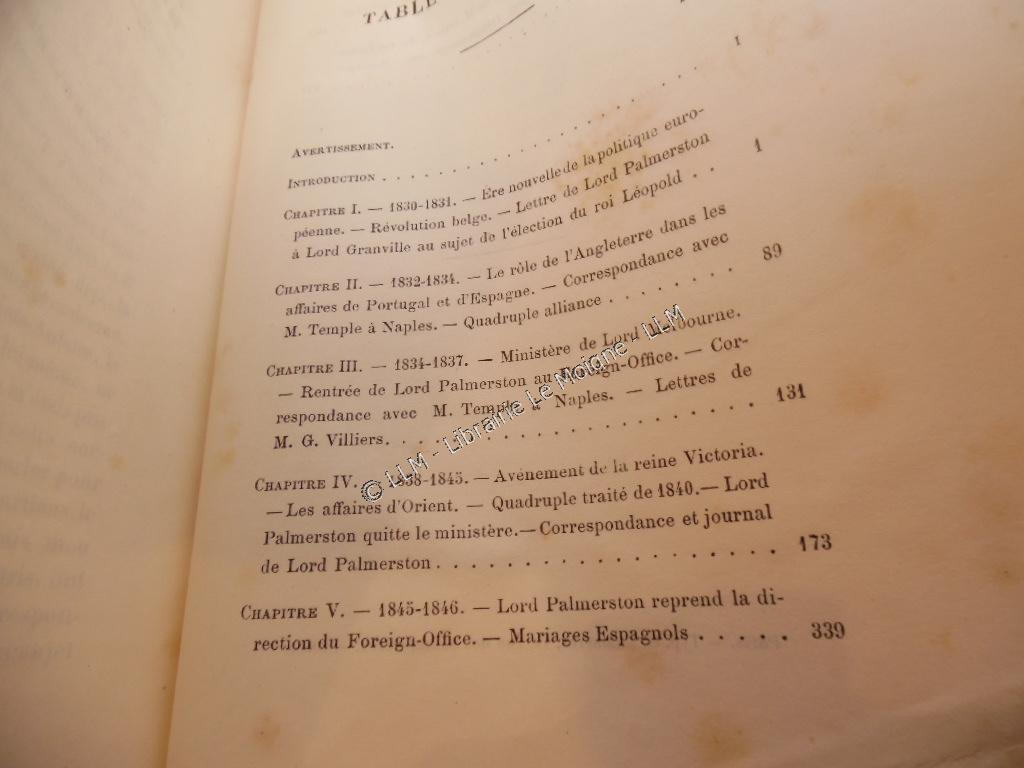 TABLE
AVERTISSEMENT.
INTRODUCTION . . . . . . . . . . . . . . . . . . . . I
CHAPITRE I. — 1830-1831. — Ère nouvelle de la politique euro-
péenne. — Révolution belge. — Lettre de Lord Palmerston
à Lord Granville au sujet de l'élection du roi Léopold . . 1
CHAPITRE II. — 1832-1834. — Le rôle de l'Angleterre dans les
affaires de Portugal et d'Espagne. — Correspondance avec
M. Temple à Naples. — Quadruple alliance . . . . . . . 89
CHAPITRE III. — 1834-1837. — Ministère de Lord Melbourne.
— Rentrée de Lord Palmerston au Foreign-Office. — Cor-
respondance avec M. Temple à Naples. — Lettres de
M. G. Villiers. . . . . . . . . . . . . . . . . . . 131
CHAPITRE IV. — 1838-1845. — Avénement de la reine Victoria.
— Les affaires d'Orient. — Quadruple traité de 1840. — Lord
Palmerston quitte le ministère. — Correspondance et journal
de Lord Palmerston . . . . . . . . . . . . . . . . 173
CHAPITRE V. — 1845-1846. — Lord Palmerston reprend la di-
rection du Foreign-Office. — Mariages Espagnols . . . . . 339
© LLM - Librairie Le Moigne - LLM